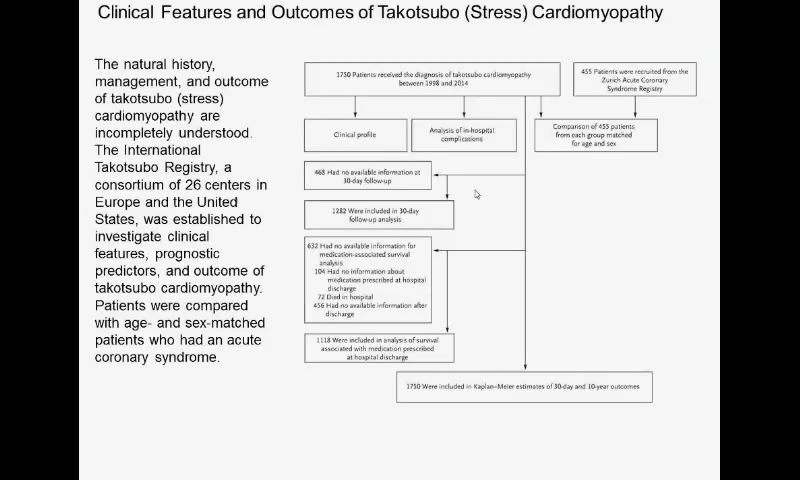 Clinical Features and Outcomes of Takotsubo (Stress) Cardiomyopathy
The natural history,
management, and outcome
of takotsubo (stress)
cardiomyopathy are
incompletely understood.
The International
Takotsubo Registry, a
consortium of 26 centers in
Europe and the United
States, was established to
investigate clinical
features, prognostic
predictors, and outcome of
takotsubo cardiomyopathy.
Patients were compared
with age- and sex-matched
patients who had an acute
coronary syndrome.
1750 Patients received the diagnosis of takotsubo cardiomyopathy
between 1998 and 2014
455 Patients were recruited from the
Zurich Acute Coronary
Syndrome Registry
Clinical profile
Analysis of in-hospital
complications
Comparison of 455 patients
from each group matched
for age and sex
468 Had no available information at
30-day follow-up
1282 Were included in 30-day
follow-up analysis
632 Had no available information for
medication-associated survival
analysis
104 Had no information about
medication prescribed at hospital
discharge
72 Died in hospital
456 Had no available information after
discharge
1118 Were included in analysis of survival
associated with medication prescribed
at hospital discharge
1750 Were included in Kaplan–Meier estimates of 30-day and 10-year outcomes